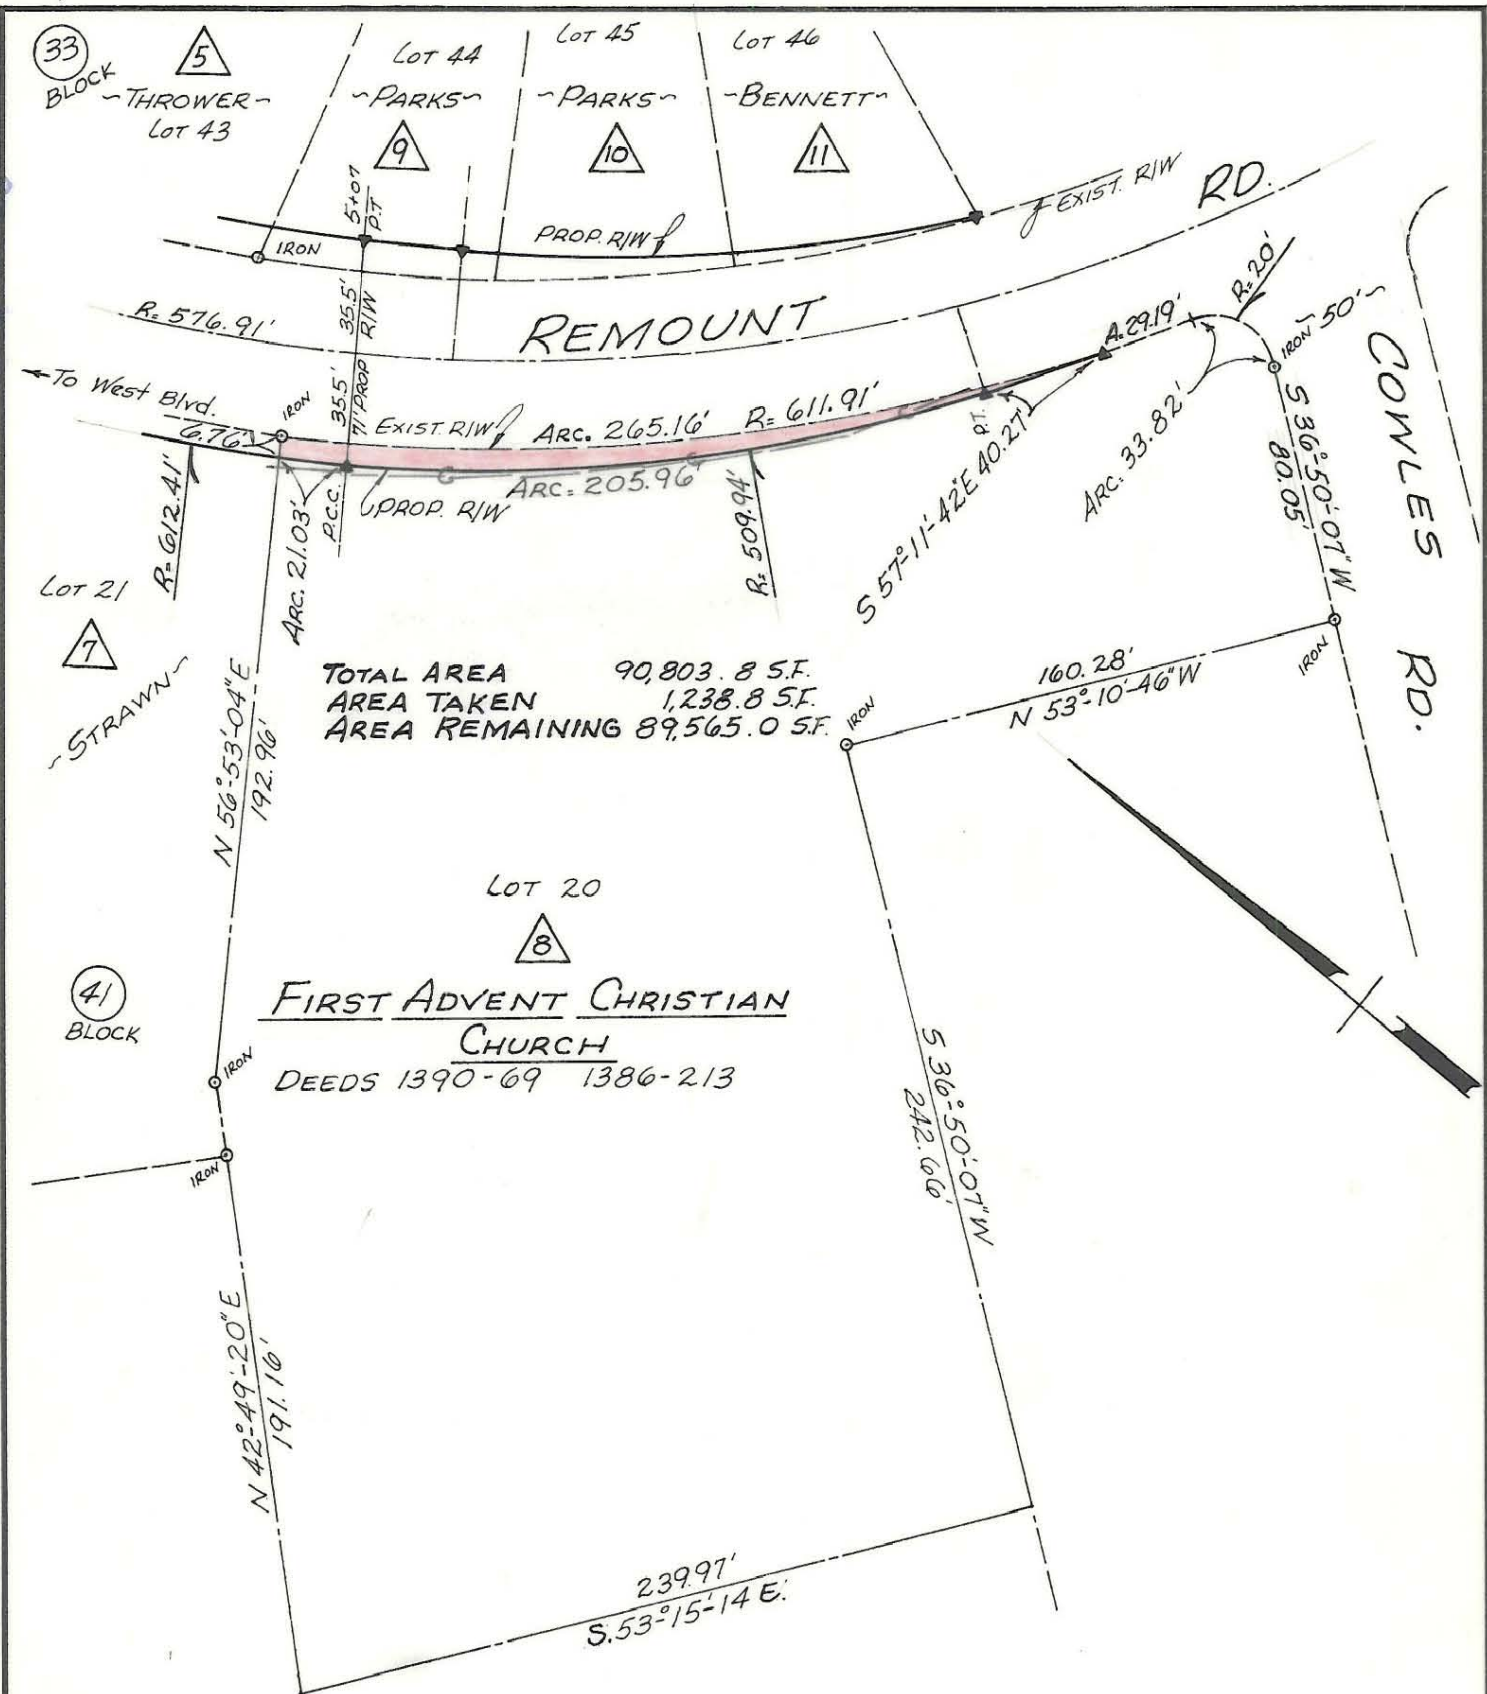 33
BLOCK
5
~THROWER~
LOT 43
LOT 44
~PARKS~
9
LOT 45
~PARKS~
10
LOT 46
~BENNETT~
11
5+07
P.T
IRON
PROP. R/W
EXIST. R/W
R= 576.91'
35.5'
R/W
REMOUNT
RD.
R=20'
A. 29.19'
IRON
50'~
COWLES
RD.
←To West Blvd.
6.76'
IRON
35.5'
71' PROP
EXIST. R/W
ARC. 265.16'
R= 611.91'
P.T.
ARC= 205.96'
PROP. R/W
P.C.C.
R= 612.41'
ARC. 21.03'
R= 509.94'
S 57°-11'-42"E 40.27'
ARC. 33.82'
S 36°-50'-07" W
80.05'
LOT 21
7
~STRAWN~
TOTAL AREA 90,803.8 S.F.
AREA TAKEN 1,238.8 S.F.
AREA REMAINING 89,565.0 S.F.
IRON
160.28'
N 53°-10'-46" W
IRON
N 56°-53'-04" E
192.96'
LOT 20
8
FIRST ADVENT CHRISTIAN
CHURCH
DEEDS 1390-69 1386-213
41
BLOCK
IRON
IRON
S 36°-50'-07" W
242.66'
N 42°-49'-20" E
191.16'
239.97'
S.53°-15'-14 E.